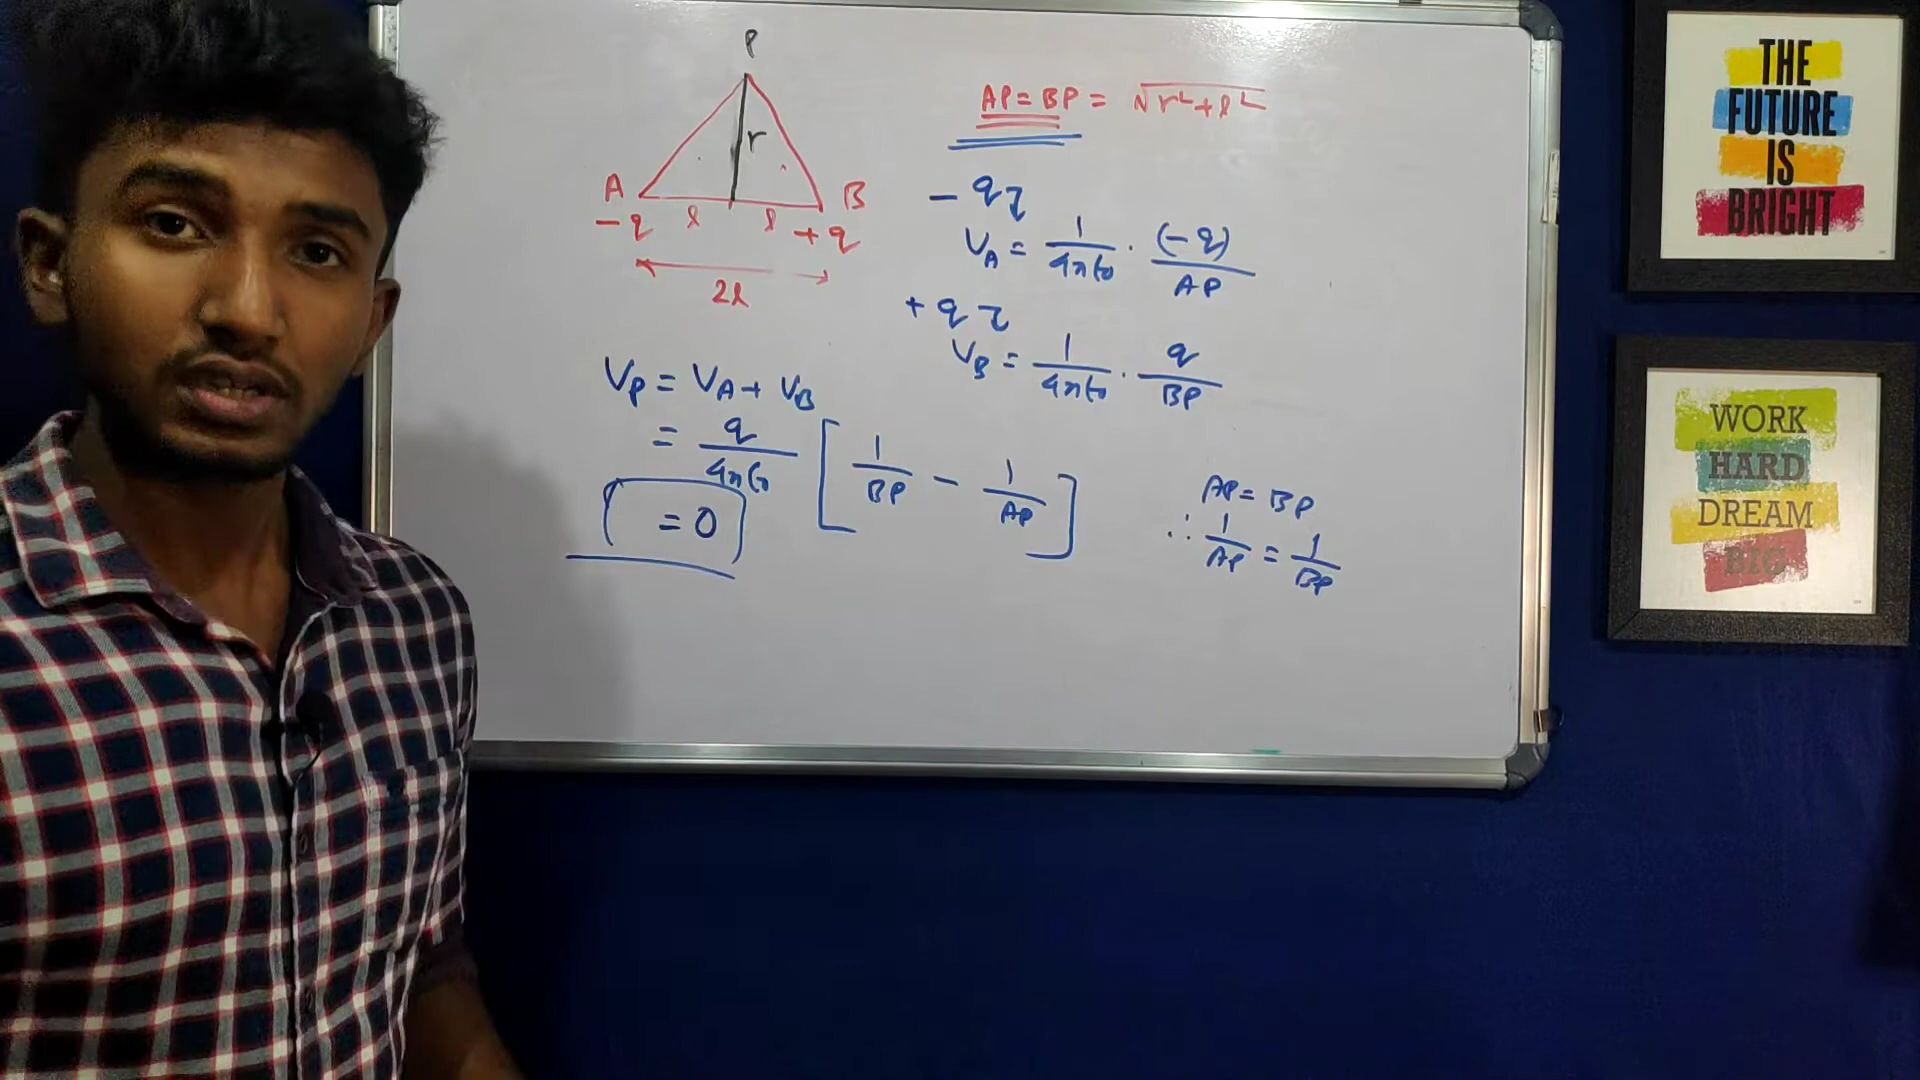 P
r
A
B
-q
l
l
+q
2l
AP = BP = √r²+l²
-q र
V_A = 1/4πϵ₀ · (-q)/AP
+q र
V_B = 1/4πϵ₀ · q/BP
V_P = V_A + V_B
= q/4πϵ₀ [1/BP - 1/AP]
= 0
AP = BP
∴ 1/AP = 1/BP
THE
FUTURE
IS
BRIGHT
WORK
HARD
DREAM
BIG